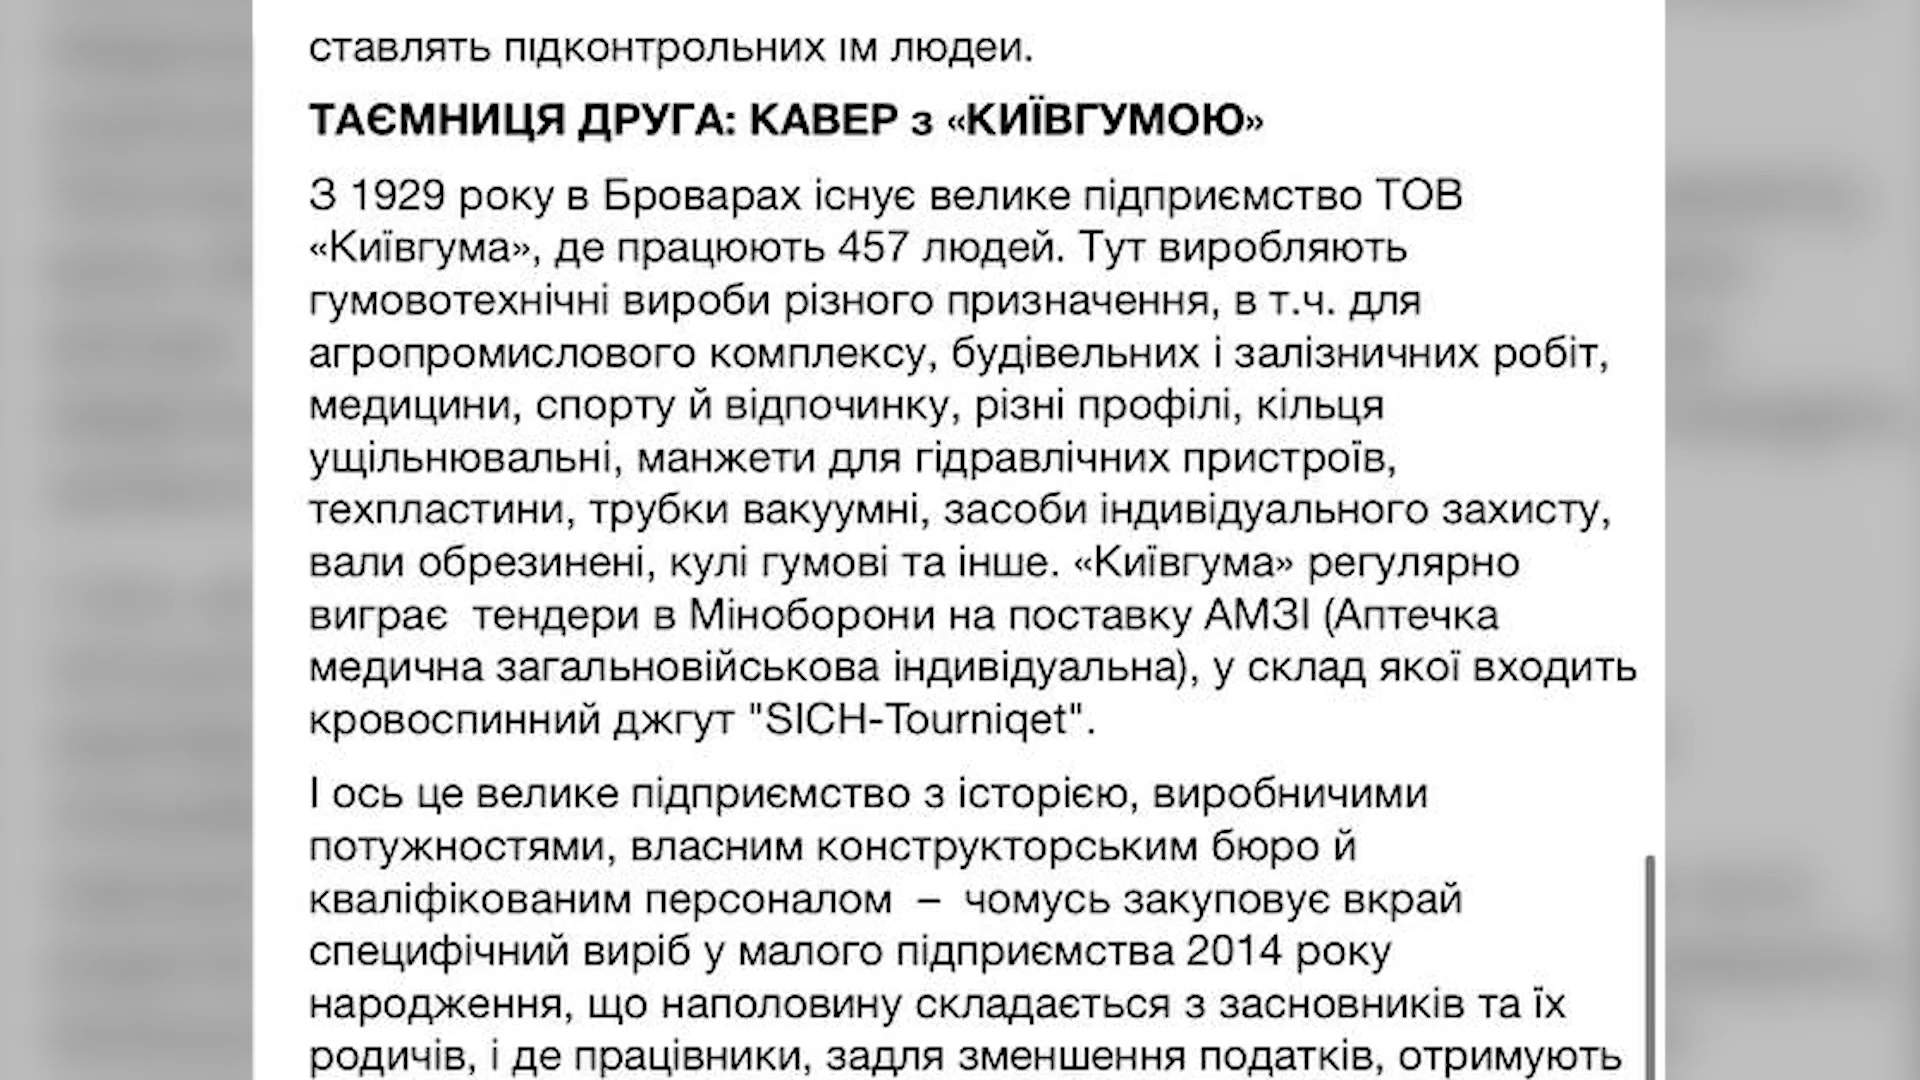 ставлять підконтрольних їм людей.
ТАЄМНИЦЯ ДРУГА: КАВЕР з «КИЇВГУМОЮ»
З 1929 року в Броварах існує велике підприємство ТОВ
«Київгума», де працюють 457 людей. Тут виробляють
гумовотехнічні вироби різного призначення, в т.ч. для
агропромислового комплексу, будівельних і залізничних робіт,
медицини, спорту й відпочинку, різні профілі, кільця
ущільнювальні, манжети для гідравлічних пристроїв,
техпластини, трубки вакуумні, засоби індивідуального захисту,
вали обрезинені, кулі гумові та інше. «Київгума» регулярно
виграє  тендери в Міноборони на поставку АМЗІ (Аптечка
медична загальновійськова індивідуальна), у склад якої входить
кровоспинний джгут "SICH-Tourniqet".
І ось це велике підприємство з історією, виробничими
потужностями, власним конструкторським бюро й
кваліфікованим персоналом  –  чомусь закуповує вкрай
специфічний виріб у малого підприємства 2014 року
народження, що наполовину складається з засновників та їх
родичів, і де працівники, задля зменшення податків, отримують